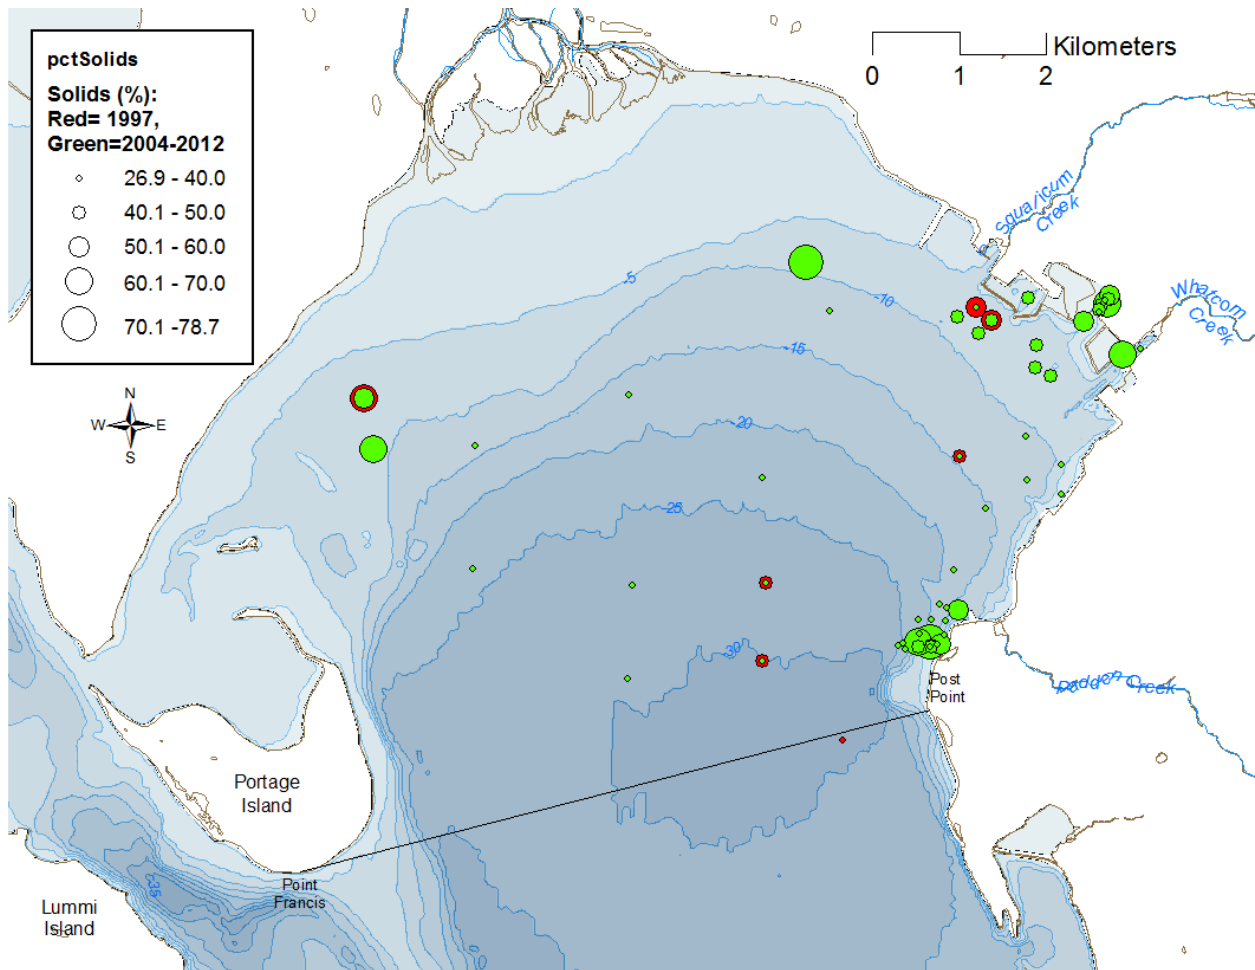 pctSolids
Solids (%):
Red= 1997,
Green=2004-2012
26.9 - 40.0
40.1 - 50.0
50.1 - 60.0
60.1 - 70.0
70.1 -78.7
Kilometers
0 1 2
N
W E
S
Squalicum
Creek
Whatcom
Creek
-5
-10
-15
-20
-25
-30
Post
Point
Padden Creek
Portage
Island
Point
Francis
-35
Lummi
Island